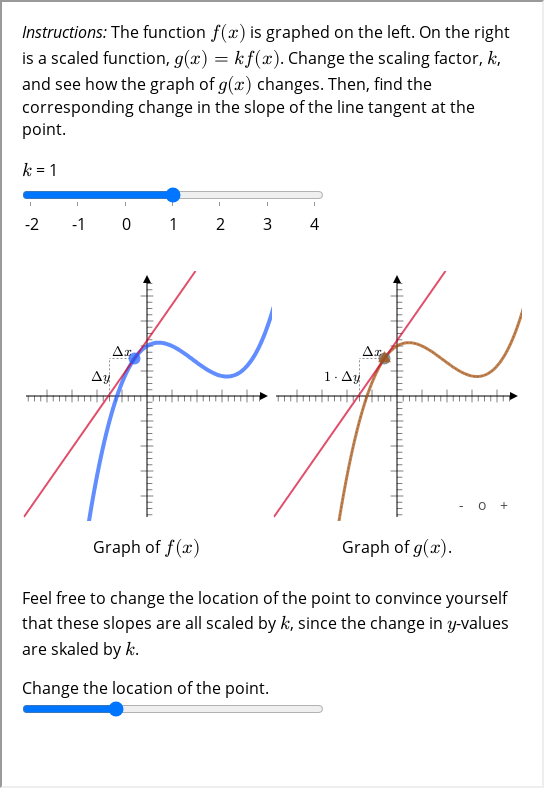 Instructions: The function f(x) is graphed on the left. On the right
is a scaled function, g(x) = kf(x). Change the scaling factor, k,
and see how the graph of g(x) changes. Then, find the
corresponding change in the slope of the line tangent at the
point.
k = 1
-2 -1 0 1 2 3 4
Δx Δx
Δy 1 · Δy
- o +
Graph of f(x) Graph of g(x).
Feel free to change the location of the point to convince yourself
that these slopes are all scaled by k, since the change in y-values
are skaled by k.
Change the location of the point.